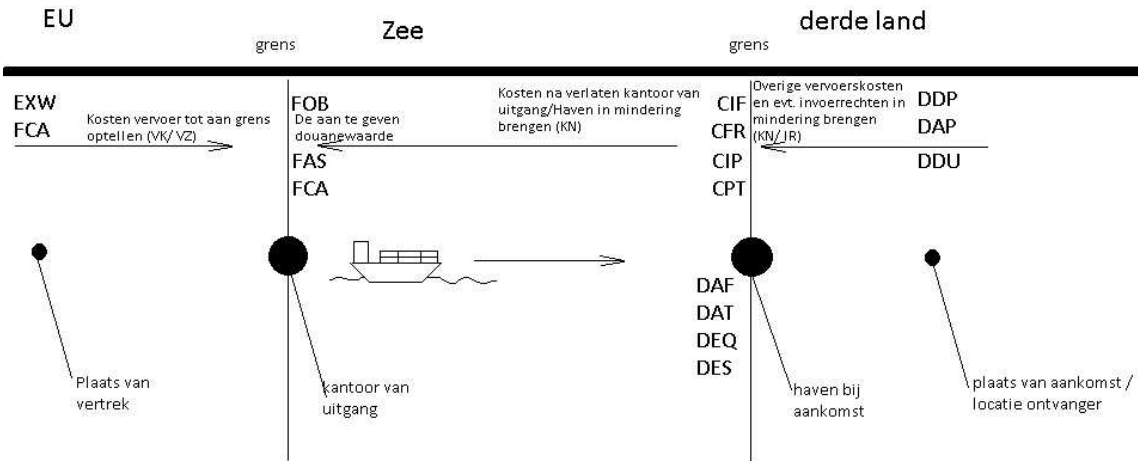 EU
Zee
derde land
grens
grens
EXW
FCA
Kosten vervoer tot aan grens
optellen (VK/ VZ)
FOB
De aan te geven
douanewaarde
FAS
FCA
Kosten na verlaten kantoor van
uitgang/Haven in mindering
brengen (KN)
CIF
CFR
CIP
CPT
Overige vervoerskosten
en evt. invoerrechten in
mindering brengen
(KN/ IR)
DDP
DAP
DDU
DAF
DAT
DEQ
DES
Plaats van
vertrek
kantoor van
uitgang
haven bij
aankomst
plaats van aankomst /
locatie ontvanger